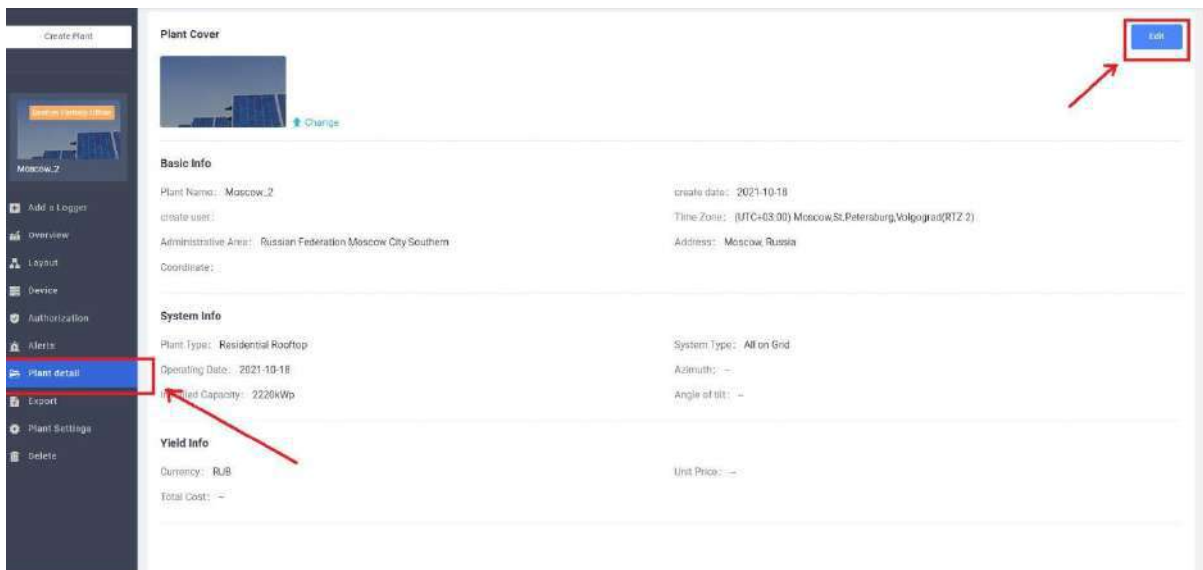 Create Plant
Moscow_2
Add a Logger
Overview
Layout
Device
Authorization
Alerts
Plant detail
Export
Plant Settings
Delete
Plant Cover
Edit
Change
Basic Info
Plant Name: Moscow_2
create date: 2021-10-18
create user:
Time Zone: (UTC+03:00) Moscow,St.Petersburg,Volgograd(RTZ 2)
Administrative Area: Russian Federation Moscow City Southern
Address: Moscow, Russia
Coordinate:
System Info
Plant Type: Residential Rooftop
System Type: All on Grid
Operating Date: 2021-10-18
Azimuth: --
Capacity: 2220kWp
Angle of tilt: --
Yield Info
Currency: RUB
Unit Price: --
Total Cost: --